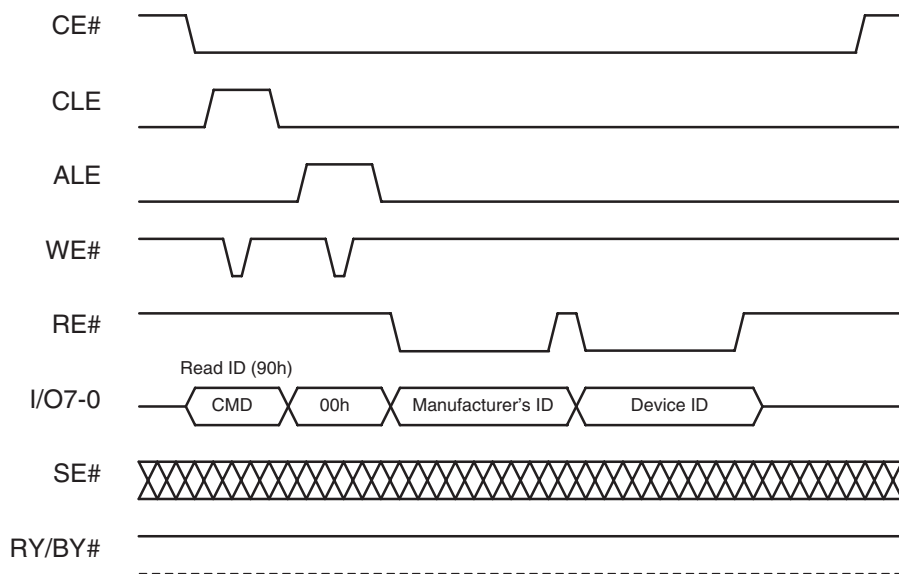 CE#
CLE
ALE
WE#
RE#
Read ID (90h)
I/O7-0 CMD 00h Manufacturer's ID Device ID
SE#
RY/BY#